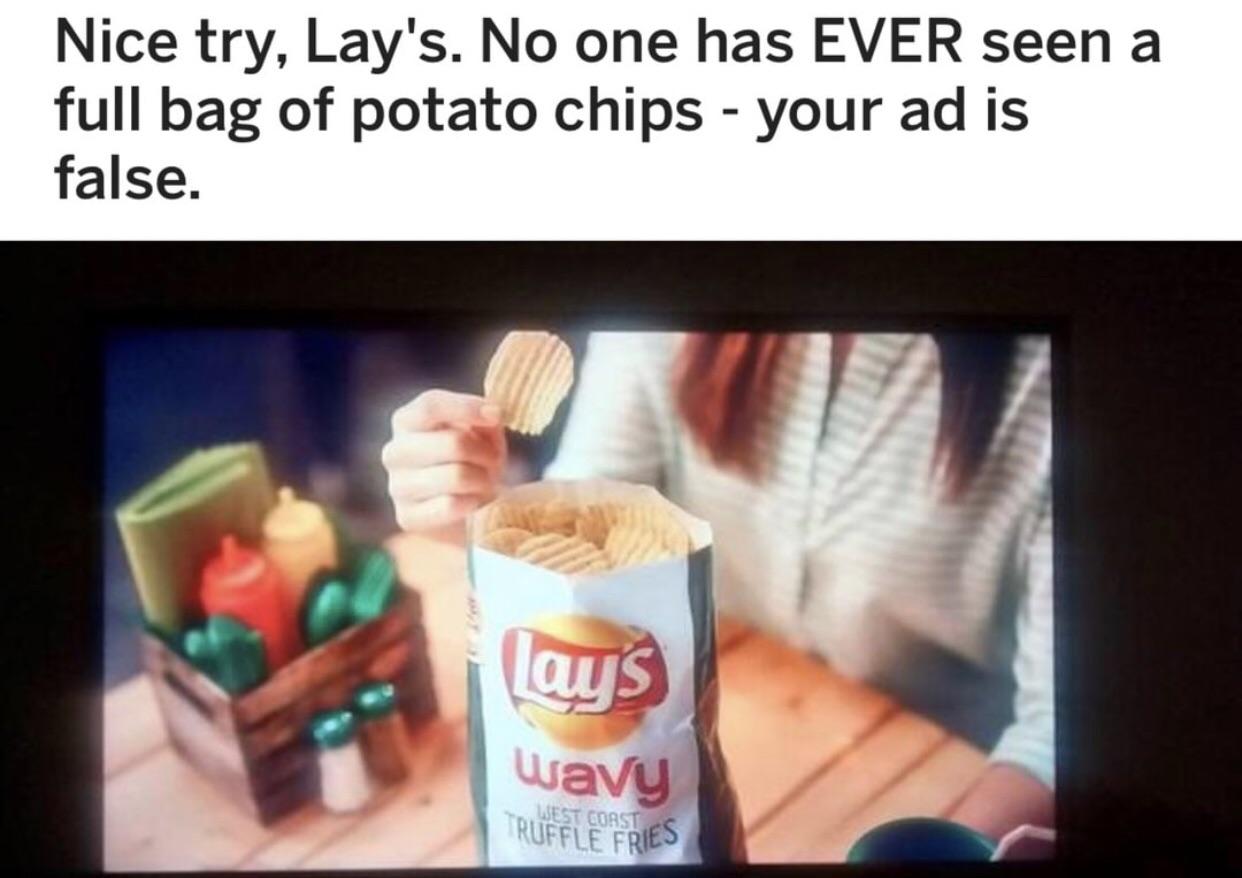 Nice try, Lay's. No one has EVER seen a
full bag of potato chips - your ad is
false.
Lay's
wavy
WEST COAST
TRUFFLE FRIES